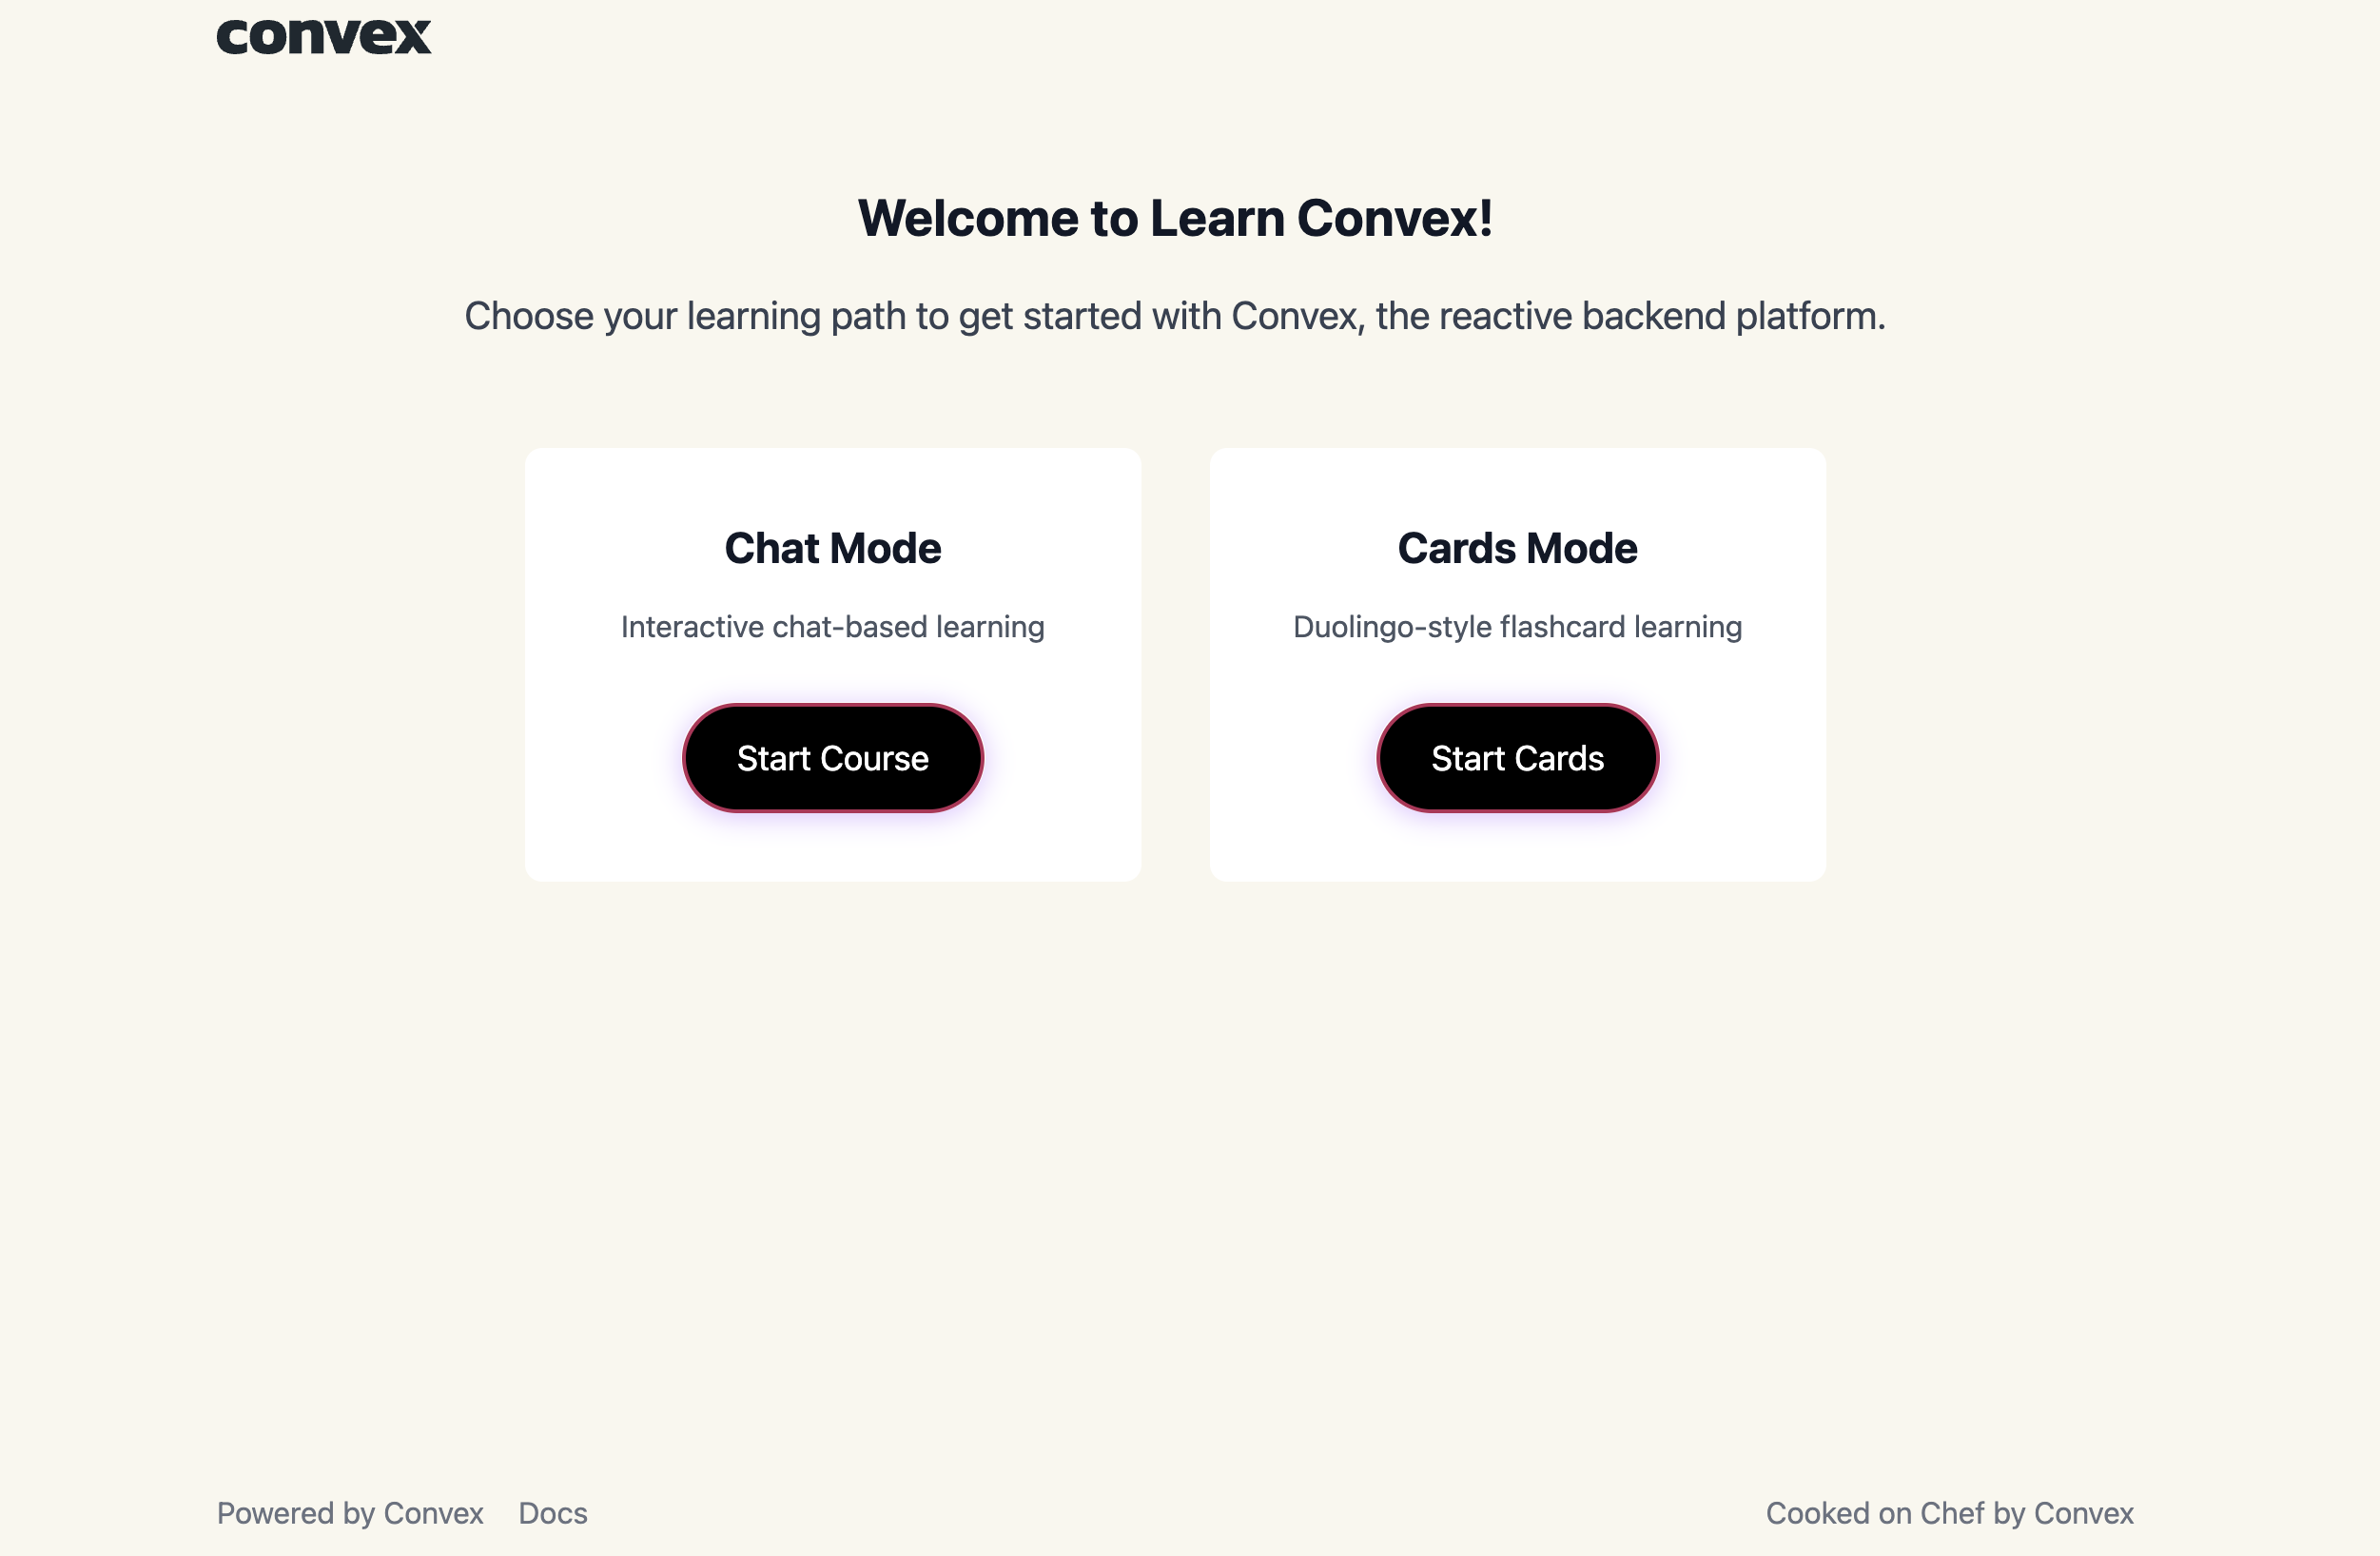 convex
Welcome to Learn Convex!
Choose your learning path to get started with Convex, the reactive backend platform.
Chat Mode
Interactive chat-based learning
Start Course
Cards Mode
Duolingo-style flashcard learning
Start Cards
Powered by Convex
Docs
Cooked on Chef by Convex